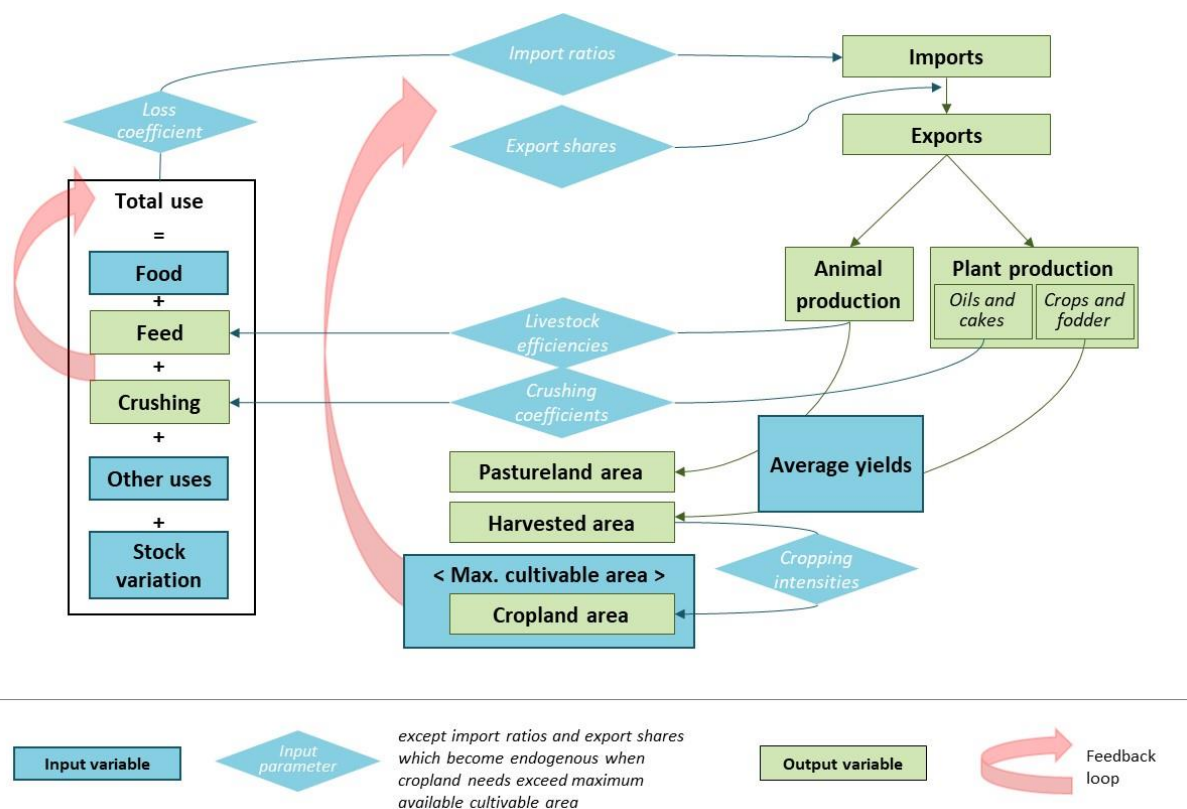 Import ratios
Imports
Loss
coefficient
Export shares
Exports
Total use
=
Food
+
Feed
+
Crushing
+
Other uses
+
Stock
variation
Animal
production
Plant production
Oils and
cakes
Crops and
fodder
Livestock
efficiencies
Crushing
coefficients
Average yields
Pastureland area
Harvested area
Cropping
intensities
< Max. cultivable area >
Cropland area
Input variable
Input
parameter
except import ratios and export shares
which become endogenous when
cropland needs exceed maximum
available cultivable area
Output variable
Feedback
loop